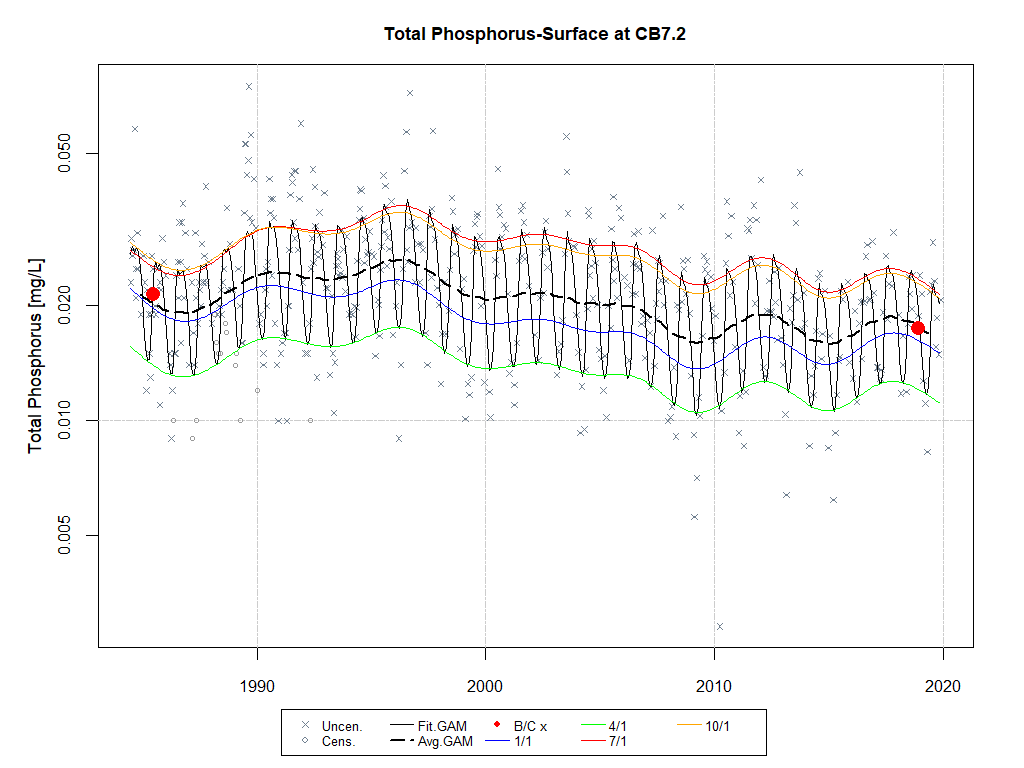 Total Phosphorus-Surface at CB7.2
Total Phosphorus [mg/L]
0.050
0.020
0.010
0.005
1990 2000 2010 2020
Uncen. Fit.GAM B/C x 4/1 10/1
Cens. Avg.GAM 1/1 7/1